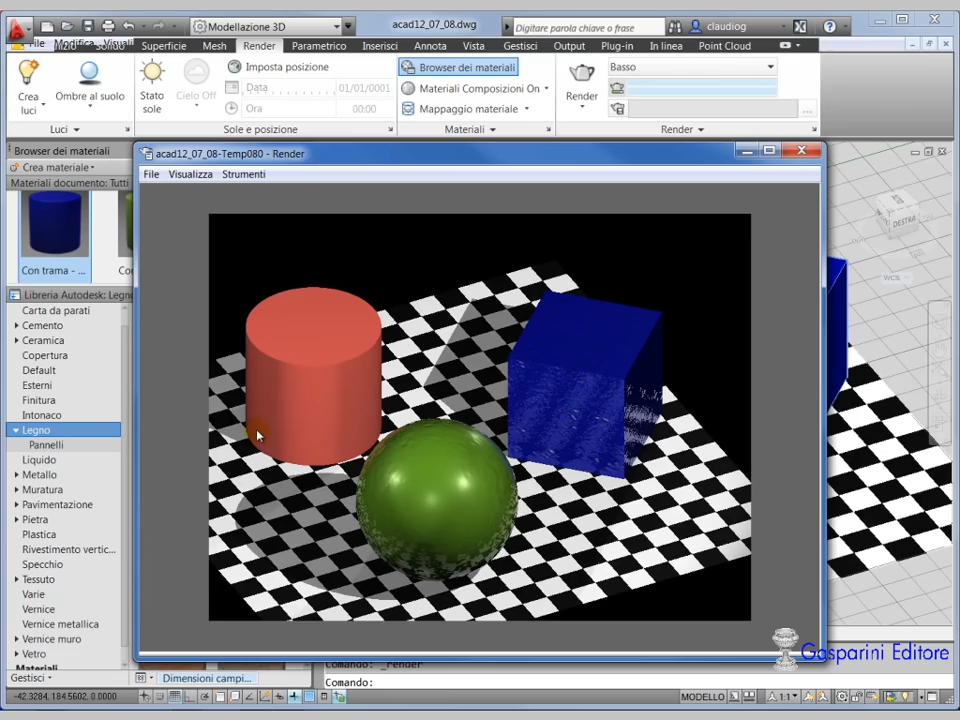 Modellazione 3D
acad12_07_08.dwg
Digitare parola chiave o frase
claudiog
File Modifica Visuali
Superficie Mesh Render Parametrico Inserisci Annota Vista Gestisci Output Plug-in In linea Point Cloud
Crea luci
Ombre al suolo
Stato sole
Cielo Off
Imposta posizione
Data 01/01/0001
Ora 00:00
Browser dei materiali
Materiali Composizioni On
Mappaggio materiale
Render
Basso
Luci
Sole e posizione
Materiali
Render
Browser dei materiali
Crea materiale
Materiali documento: Tutti
Con trama - ...
Co
acad12_07_08-Temp080 - Render
File Visualizza Strumenti
DESTRA
WCS
Libreria Autodesk: Legno
Carta da parati
Cemento
Ceramica
Copertura
Default
Esterni
Finitura
Intonaco
Legno
Pannelli
Liquido
Metallo
Muratura
Pavimentazione
Pietra
Plastica
Rivestimento vertic...
Specchio
Tessuto
Varie
Vernice
Vernice metallica
Vernice muro
Vetro
Materiali
Gestisci
Dimensioni campi...
Comando: _render
Comando:
Gasparini Editore
-42.3284, 184.5602, 0.0000
MODELLO
1:1